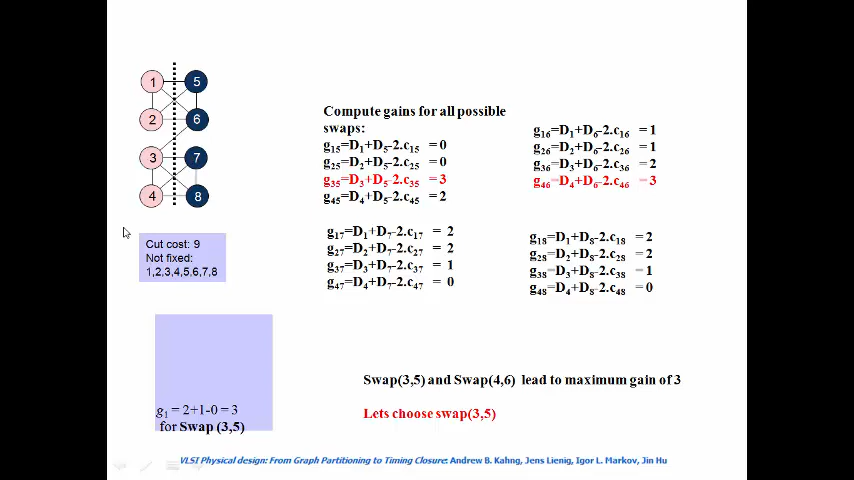 1
5
2
6
3
7
4
8
Cut cost: 9
Not fixed:
1,2,3,4,5,6,7,8
g₁ = 2+1-0 = 3
for Swap (3,5)
Compute gains for all possible
swaps:
g₁₅=D₁+D₅-2.c₁₅ = 0
g₂₅=D₂+D₅-2.c₂₅ = 0
g₃₅=D₃+D₅-2.c₃₅ = 3
g₄₅=D₄+D₅-2.c₄₅ = 2
g₁₆=D₁+D₆-2.c₁₆ = 1
g₂₆=D₂+D₆-2.c₂₆ = 1
g₃₆=D₃+D₆-2.c₃₆ = 2
g₄₆=D₄+D₆-2.c₄₆ = 3
g₁₇=D₁+D₇-2.c₁₇ = 2
g₂₇=D₂+D₇-2.c₂₇ = 2
g₃₇=D₃+D₇-2.c₃₇ = 1
g₄₇=D₄+D₇-2.c₄₇ = 0
g₁₈=D₁+D₈-2.c₁₈ = 2
g₂₈=D₂+D₈-2.c₂₈ = 2
g₃₈=D₃+D₈-2.c₃₈ = 1
g₄₈=D₄+D₈-2.c₄₈ = 0
Swap(3,5) and Swap(4,6) lead to maximum gain of 3
Lets choose swap(3,5)
VLSI Physical design: From Graph Partitioning to Timing Closure: Andrew B. Kahng, Jens Lienig, Igor L. Markov, Jin Hu